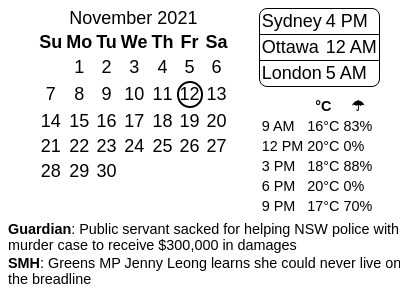 November 2021
Su Mo Tu We Th Fr Sa
1 2 3 4 5 6
7 8 9 10 11 12 13
14 15 16 17 18 19 20
21 22 23 24 25 26 27
28 29 30
Sydney 4 PM
Ottawa 12 AM
London 5 AM
°C ☂
9 AM 16°C 83%
12 PM 20°C 0%
3 PM 18°C 88%
6 PM 20°C 0%
9 PM 17°C 70%
Guardian: Public servant sacked for helping NSW police with
murder case to receive $300,000 in damages
SMH: Greens MP Jenny Leong learns she could never live on
the breadline